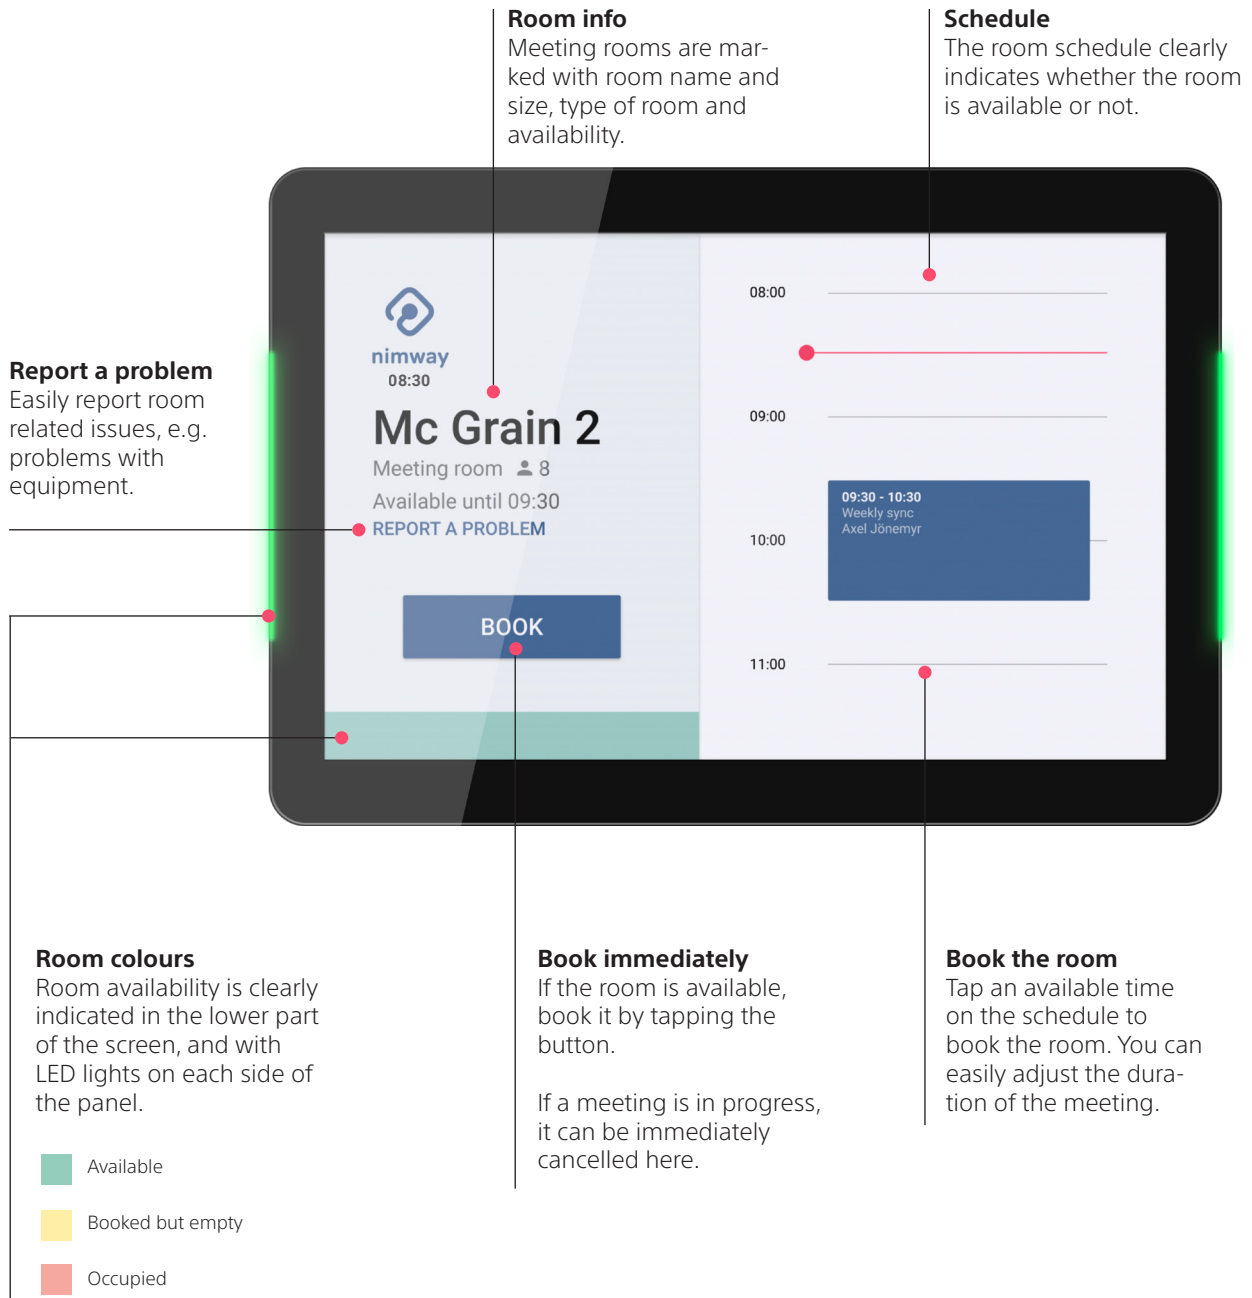 Room info
Meeting rooms are mar-
ked with room name and
size, type of room and
availability.
Schedule
The room schedule clearly
indicates whether the room
is available or not.
Report a problem
Easily report room
related issues, e.g.
problems with
equipment.
nimway
08:30
Mc Grain 2
Meeting room 8
Available until 09:30
REPORT A PROBLEM
BOOK
08:00
09:00
09:30 - 10:30
Weekly sync
Axel Jönemyr
10:00
11:00
Room colours
Room availability is clearly
indicated in the lower part
of the screen, and with
LED lights on each side of
the panel.
Available
Booked but empty
Occupied
Book immediately
If the room is available,
book it by tapping the
button.
If a meeting is in progress,
it can be immediately
cancelled here.
Book the room
Tap an available time
on the schedule to
book the room. You can
easily adjust the dura-
tion of the meeting.